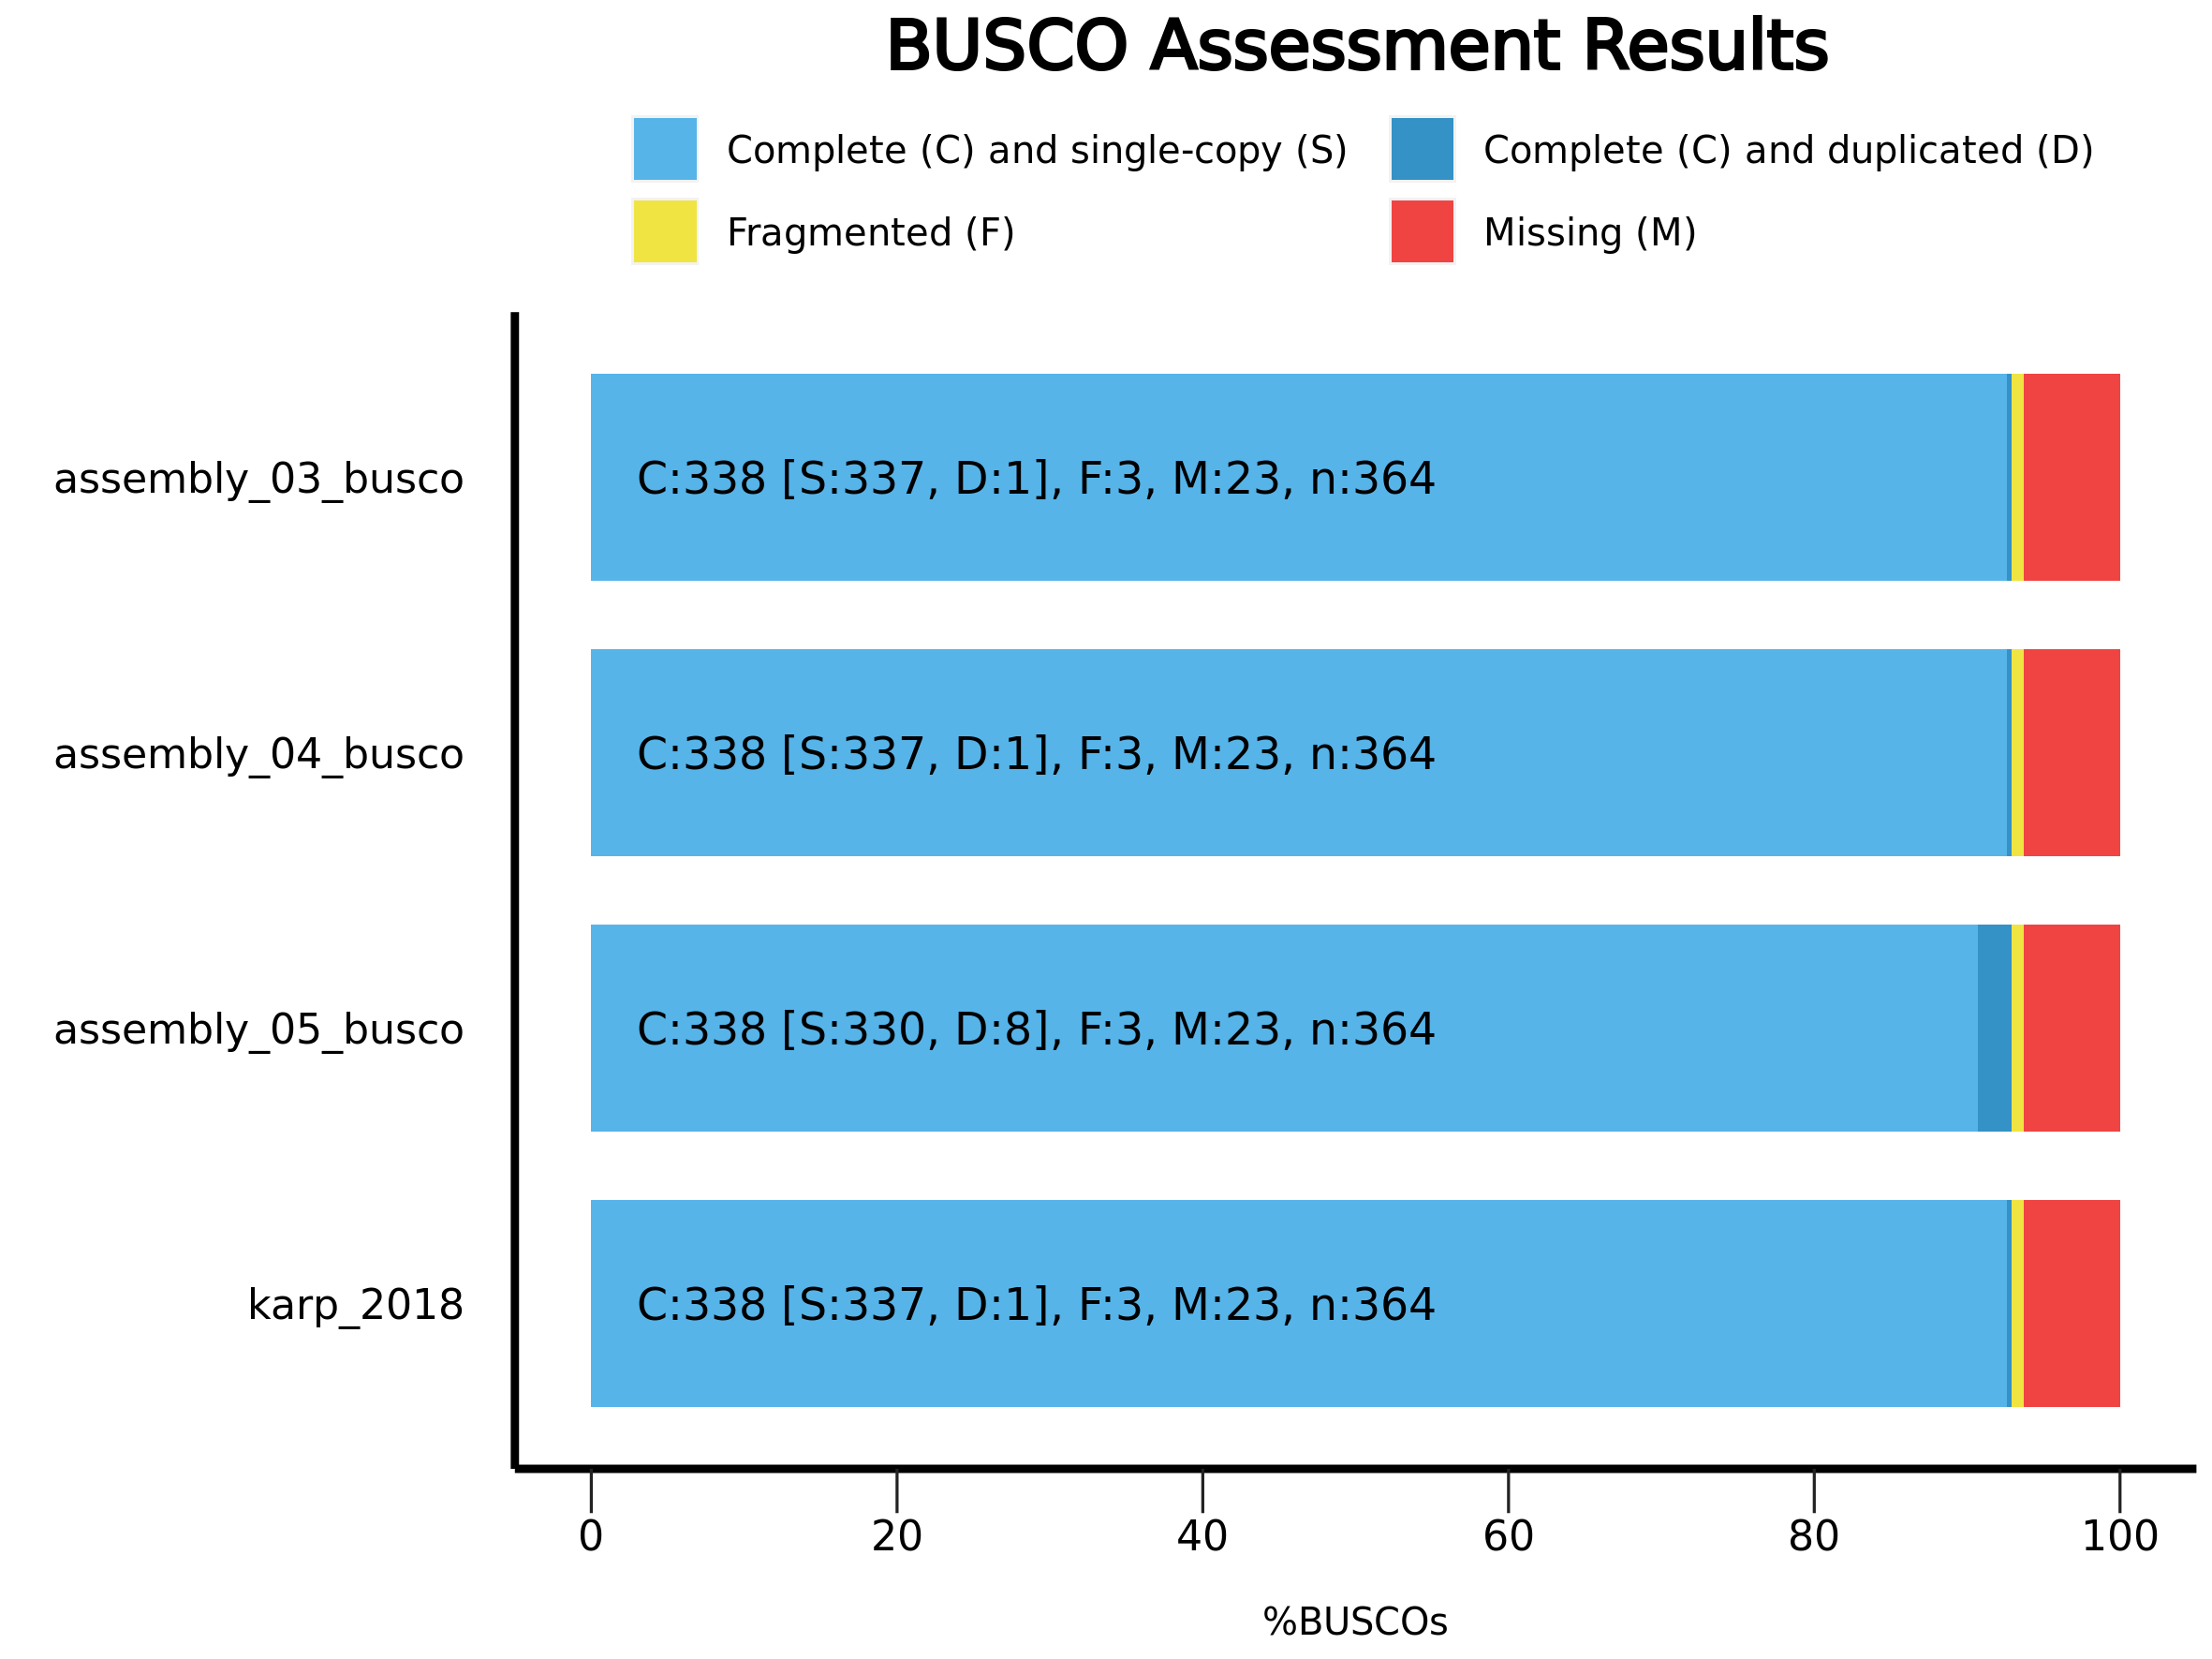 BUSCO Assessment Results
Complete (C) and single-copy (S) Complete (C) and duplicated (D)
Fragmented (F) Missing (M)
assembly_03_busco C:338 [S:337, D:1], F:3, M:23, n:364
assembly_04_busco C:338 [S:337, D:1], F:3, M:23, n:364
assembly_05_busco C:338 [S:330, D:8], F:3, M:23, n:364
karp_2018 C:338 [S:337, D:1], F:3, M:23, n:364
0 20 40 60 80 100
%BUSCOs